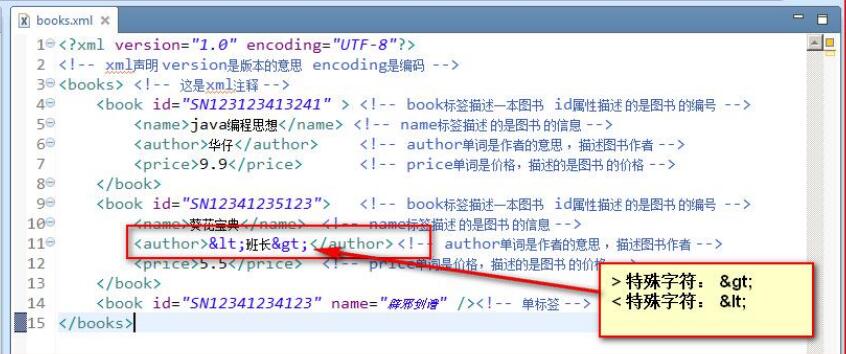 books.xml
1 <?xml version="1.0" encoding="UTF-8"?>
2 <!-- xml声明 version是版本的意思 encoding是编码 -->
3 <books> <!-- 这是xml注释 -->
4 <book id="SN123123413241" > <!-- book标签描述一本图书 id属性描述 的是图书 的编号 -->
5 <name>java编程思想</name> <!-- name标签描述 的是图书 的信息 -->
6 <author>华仔</author> <!-- author单词是作者的意思 ，描述图书作者 -->
7 <price>9.9</price> <!-- price单词是价格，描述的是图书 的价格 -->
8 </book>
9 <book id="SN12341235123"> <!-- book标签描述一本图书 id属性描述 的是图书 的编号 -->
10 <name>葵花宝典</name> <!-- name标签描述 的是图书 的信息 -->
11 <author>&lt;班长&gt;</author><!-- author单词是作者的意思 ，描述图书作者 -->
12 <price>5.5</price> <!-- price单词是价格，描述的是图书 的价格 -->
13 </book>
14 <book id="SN12341234123" name="辟邪剑谱" /><!-- 单标签 -->
15 </books>
> 特殊字符： &gt;
< 特殊字符： &lt;